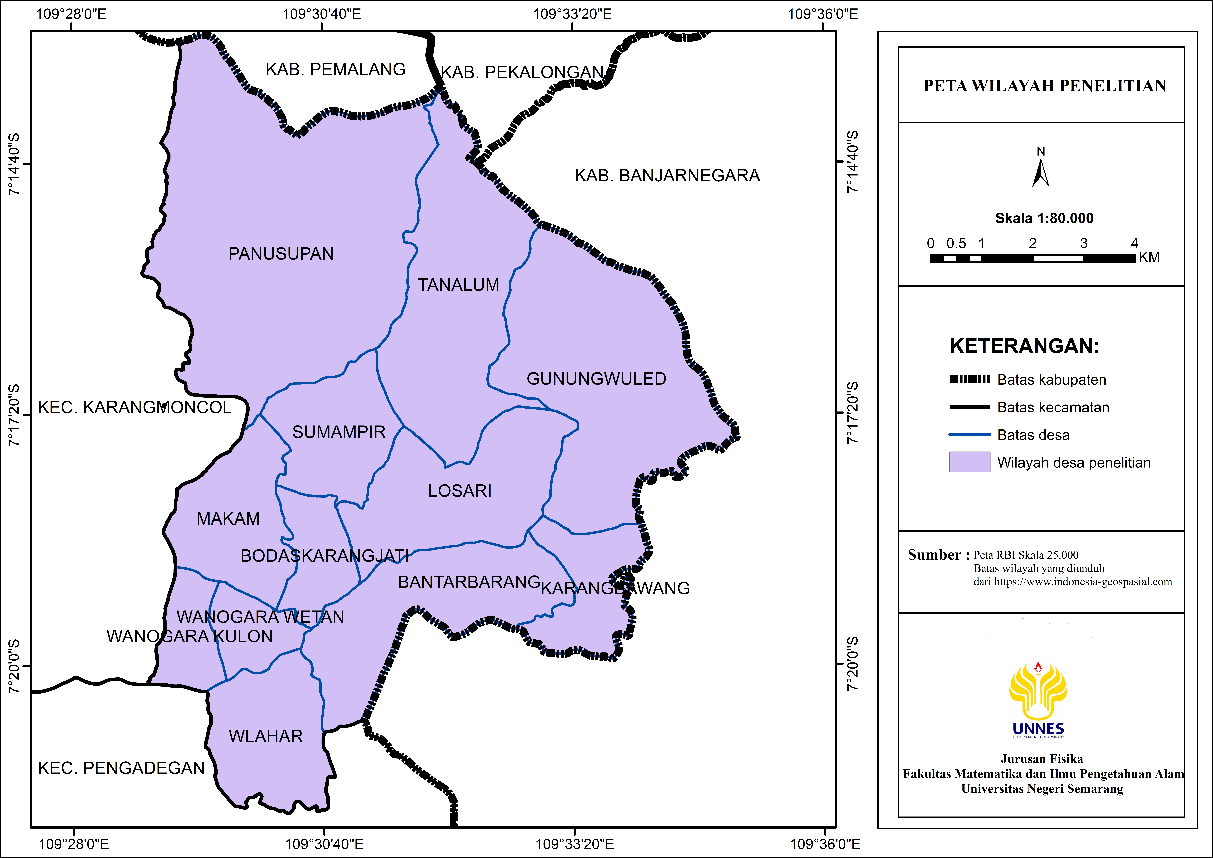 109°28'0"E
109°30'40"E
109°33'20"E
109°36'0"E
KAB. PEMALANG
KAB. PEKALONGAN
KAB. BANJARNEGARA
7°14'40"S
7°14'40"S
PANUSUPAN
TANALUM
GUNUNGWULED
KEC. KARANGMONCOL
7°17'20"S
7°17'20"S
SUMAMPIR
LOSARI
MAKAM
BODASKARANGJATI
BANTARBARANG
WANOGARA WETAN
WANOGARA KULON
7°20'0"S
7°20'0"S
WLAHAR
KEC. PENGADEGAN
109°28'0"E
109°30'40"E
109°33'20"E
109°36'0"E
PETA WILAYAH PENELITIAN
N
Skala 1:80.000
0 0.5 1 2 3 4
KM
KETERANGAN:
Batas kabupaten
Batas kecamatan
Batas desa
Wilayah desa penelitian
Sumber : Peta RBI Skala 25.000
Batas wilayah yang diunduh
dari https://www.indonesia-geospasial.com
UNNES
Jurusan Fisika
Fakultas Matematika dan Ilmu Pengetahuan Alam
Universitas Negeri Semarang